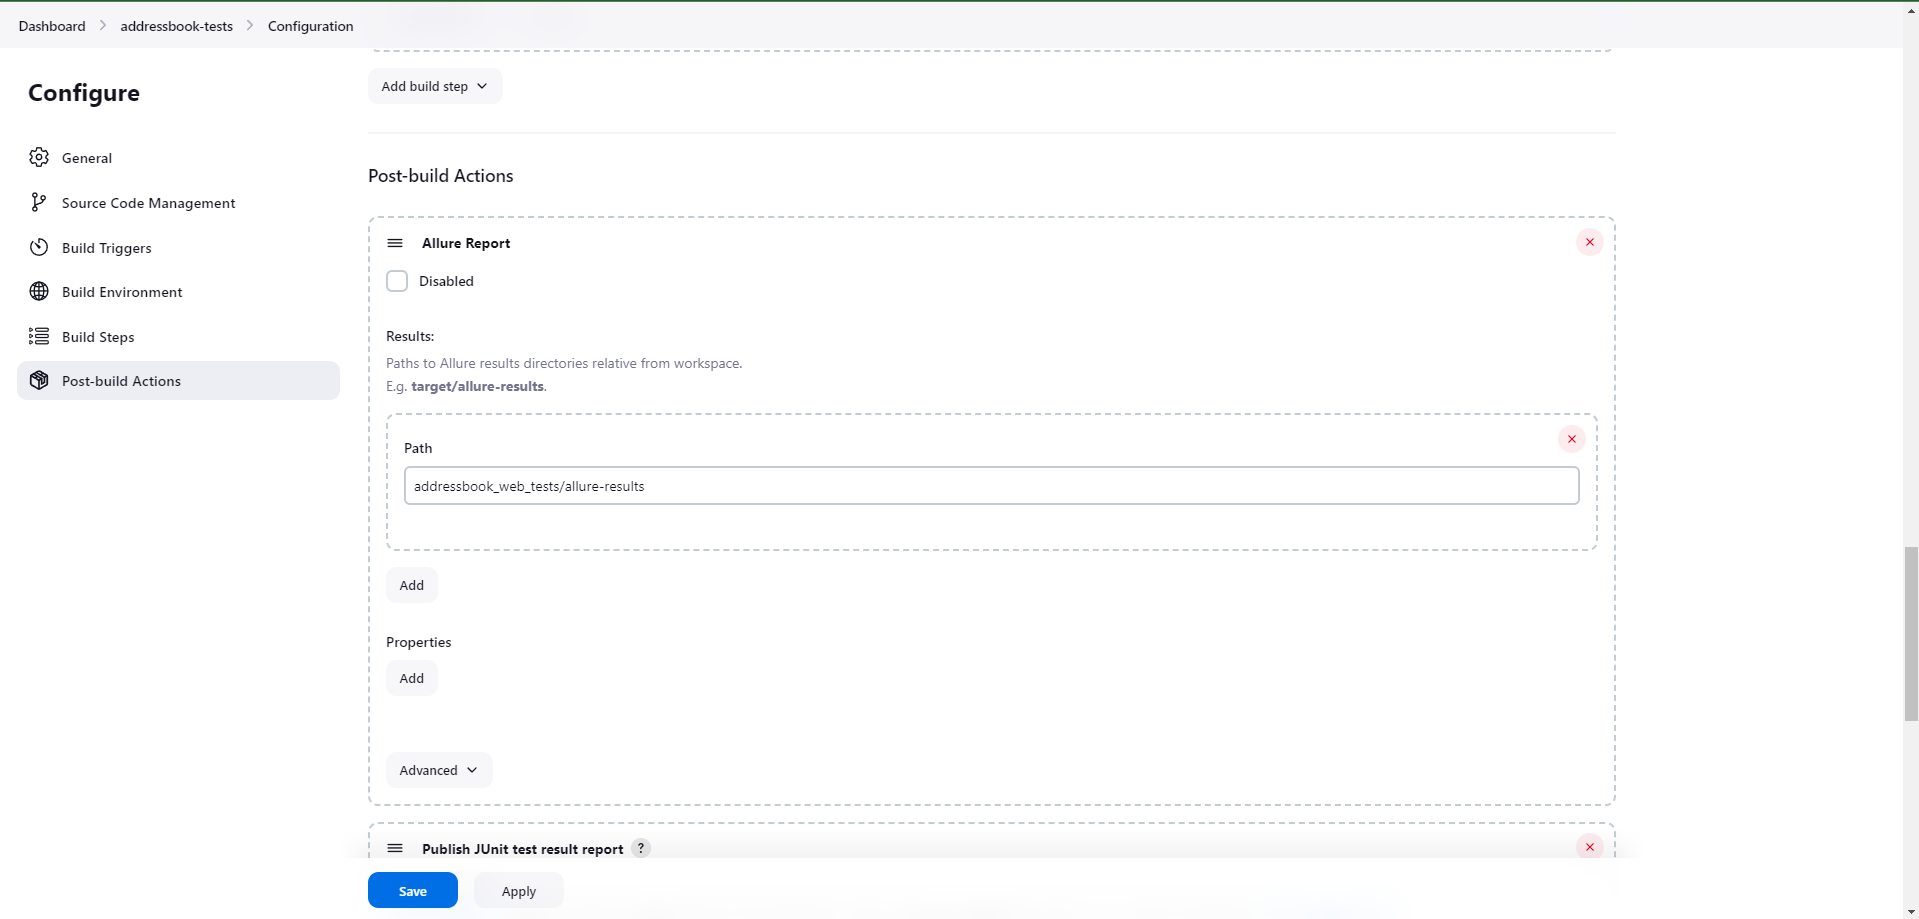 Dashboard > addressbook-tests > Configuration
Configure
General
Source Code Management
Build Triggers
Build Environment
Build Steps
Post-build Actions
Add build step
Post-build Actions
Allure Report
Disabled
Results:
Paths to Allure results directories relative from workspace.
E.g. target/allure-results.
Path
addressbook_web_tests/allure-results
Add
Properties
Add
Advanced
Publish JUnit test result report ?
Save Apply